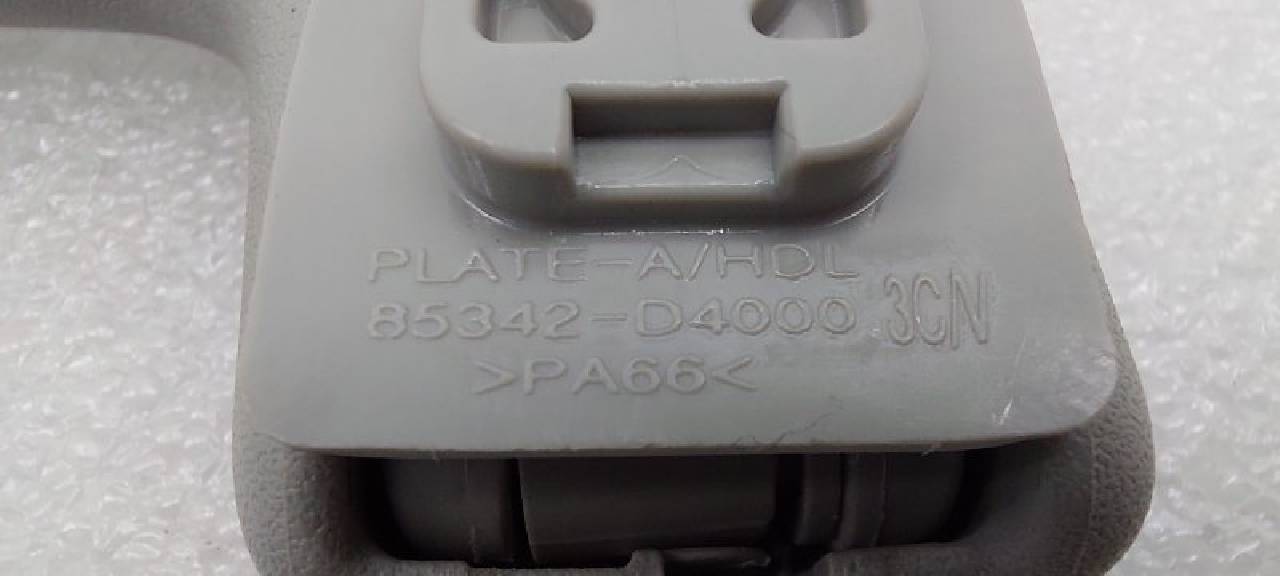 PLATE-A/HDL
85342-D4000 3CN
>PA66<